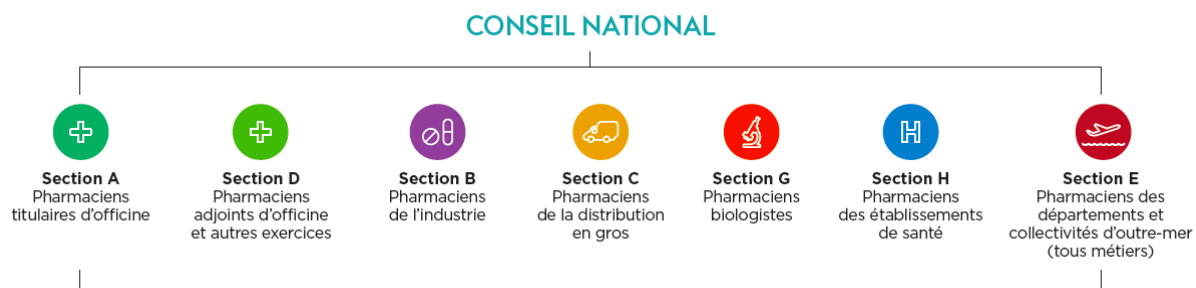 CONSEIL NATIONAL
Section A
Pharmaciens
titulaires d'officine
Section D
Pharmaciens
adjoints d'officine
et autres exercices
Section B
Pharmaciens
de l'industrie
Section C
Pharmaciens
de la distribution
en gros
Section G
Pharmaciens
biologistes
H
Section H
Pharmaciens
des établissements
de santé
Section E
Pharmaciens des
départements et
collectivités d'outre-mer
(tous métiers)